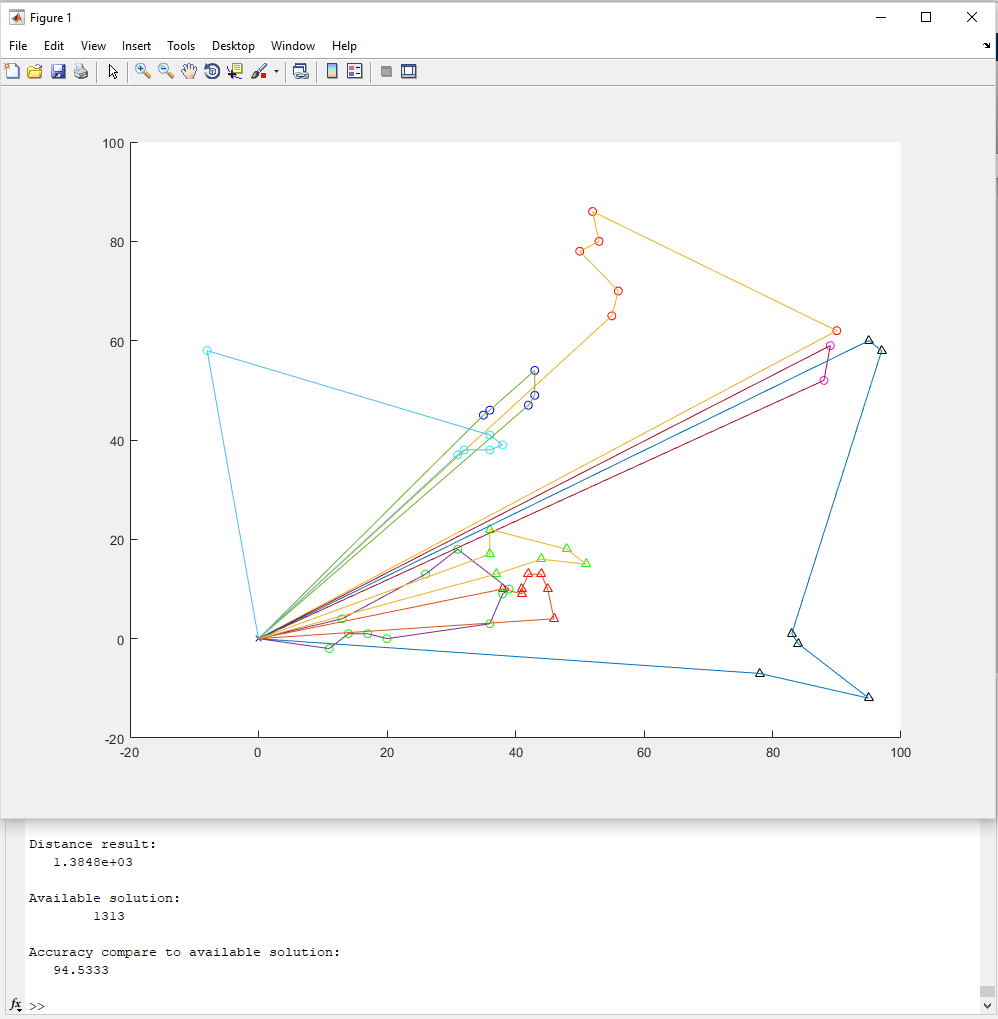 Figure 1
File Edit View Insert Tools Desktop Window Help
100
80
60
40
20
0
-20
-20 0 20 40 60 80 100
Distance result:
1.3848e+03
Available solution:
1313
Accuracy compare to available solution:
94.5333
fx >>